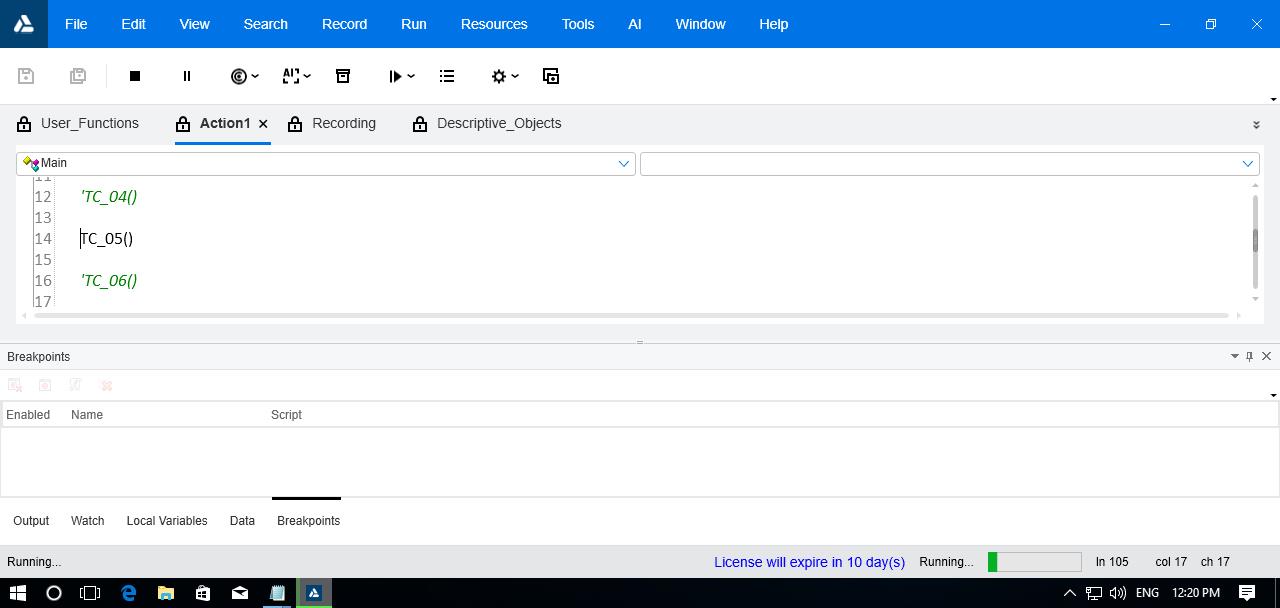 File Edit View Search Record Run Resources Tools AI Window Help
User_Functions Action1 Recording Descriptive_Objects
Main
11
12 'TC_04()
13
14 TC_05()
15
16 'TC_06()
17
Breakpoints
Enabled Name Script
Output Watch Local Variables Data Breakpoints
Running... License will expire in 10 day(s) Running... ln 105 col 17 ch 17
ENG 12:20 PM